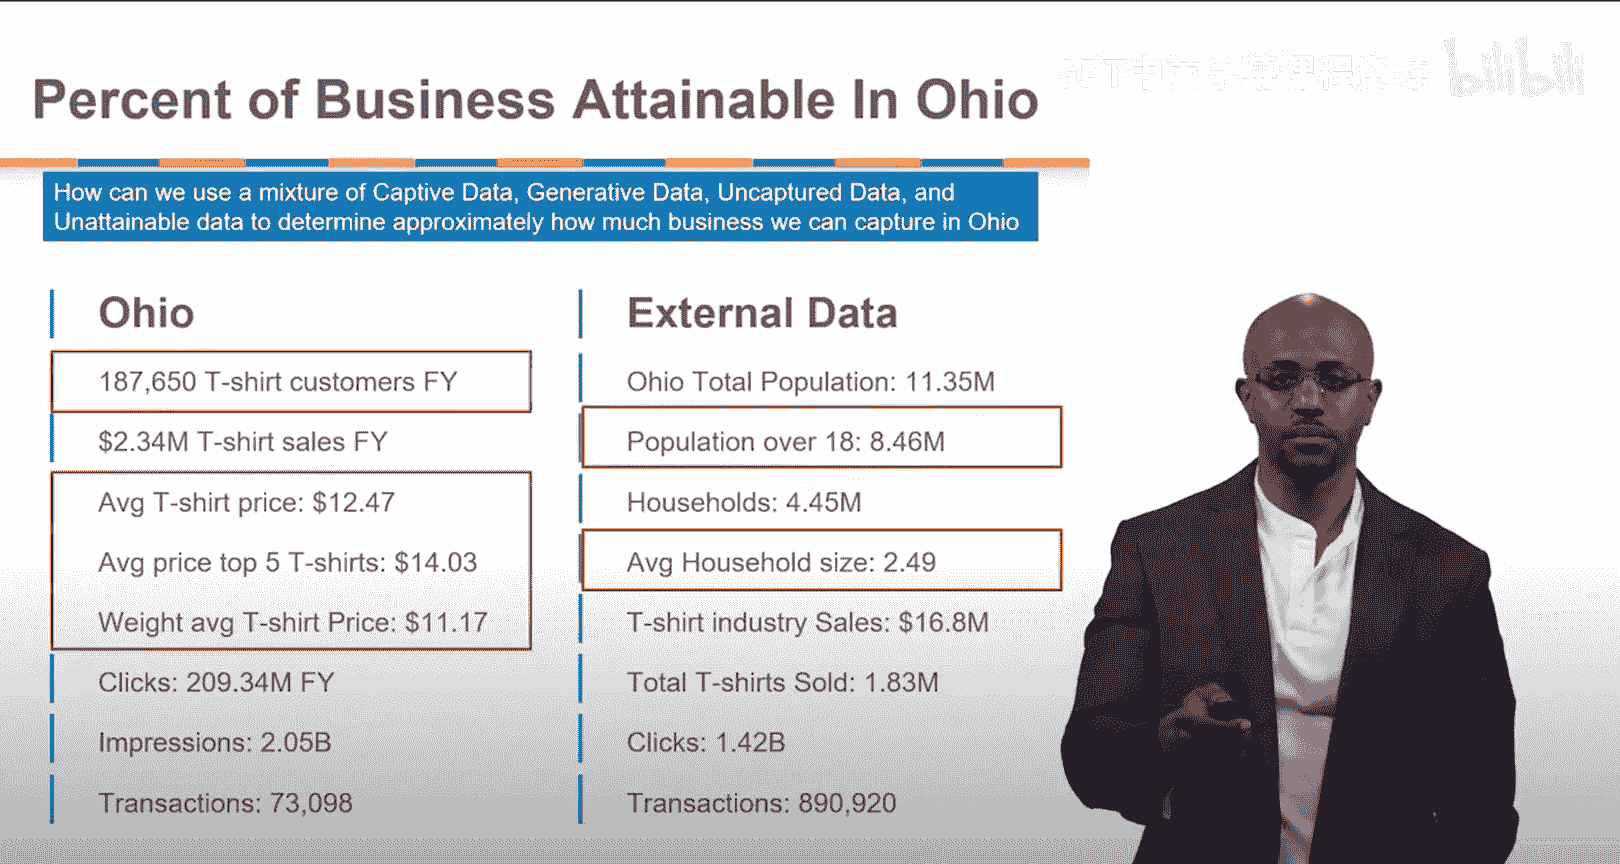 Percent of Business Attainable In Ohio
bilibili
How can we use a mixture of Captive Data, Generative Data, Uncaptured Data, and
Unattainable data to determine approximately how much business we can capture in Ohio
Ohio
187,650 T-shirt customers FY
$2.34M T-shirt sales FY
Avg T-shirt price: $12.47
Avg price top 5 T-shirts: $14.03
Weight avg T-shirt Price: $11.17
Clicks: 209.34M FY
Impressions: 2.05B
Transactions: 73,098
External Data
Ohio Total Population: 11.35M
Population over 18: 8.46M
Households: 4.45M
Avg Household size: 2.49
T-shirt industry Sales: $16.8M
Total T-shirts Sold: 1.83M
Clicks: 1.42B
Transactions: 890,920